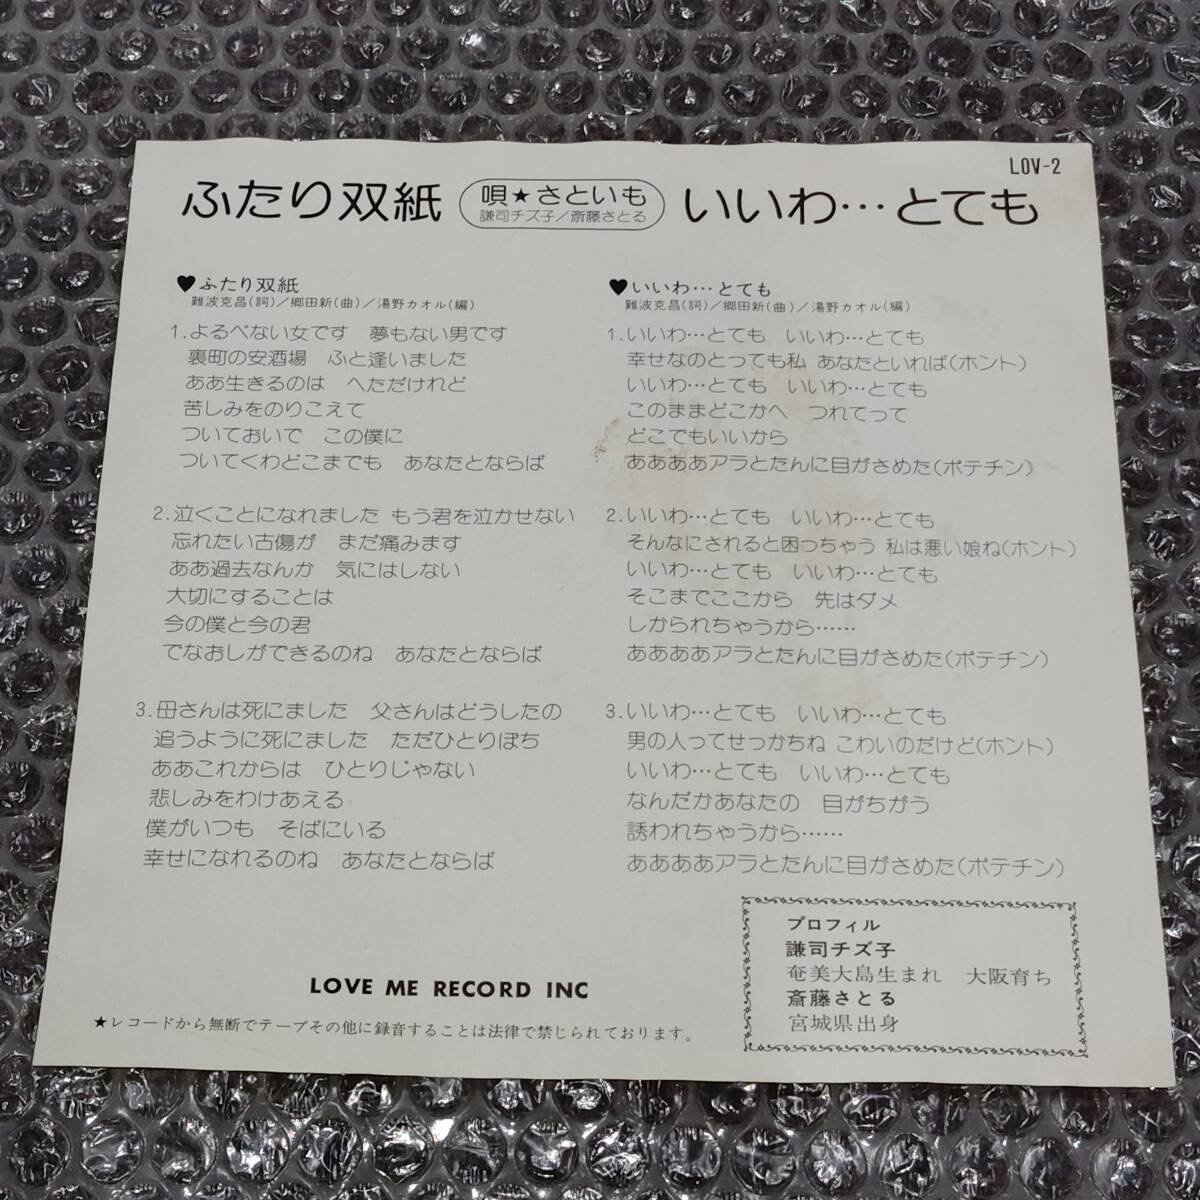 LOV-2
ふたり双紙
唄★さといも
謙司チズ子/斎藤さとる
いいわ…とても
♥ふたり双紙
難波克昌(詞)/郷田新(曲)/湯野カオル(編)
1.よるべない女です　夢もない男です
裏町の安酒場　ふと逢いました
ああ生きるのは　へただけれど
苦しみをのりこえて
ついておいで　この僕に
ついてくわどこまでも　あなたとならば
2.泣くことになれました　もう君を泣かせない
忘れたい古傷が　まだ痛みます
ああ過去なんか　気にはしない
大切にすることは
今の僕と今の君
でなおしができるのね　あなたとならば
3.母さんは死にました　父さんはどうしたの
追うように死にました　ただひとりぼち
ああこれからは　ひとりじゃない
悲しみをわけあえる
僕がいつも　そばにいる
幸せになれるのね　あなたとならば
♥いいわ…とても
難波克昌(詞)/郷田新(曲)/湯野カオル(編)
1.いいわ…とても　いいわ…とても
幸せなのとっても私　あなたといれば(ホント)
いいわ…とても　いいわ…とても
このままどこかへ　つれてって
どこでもいいから
ああああアラとたんに目がさめた(ポテチン)
2.いいわ…とても　いいわ…とても
そんなにされると困っちゃう　私は悪い娘ね(ホント)
いいわ…とても　いいわ…とても
そこまでここから　先はダメ
しかられちゃうから……
ああああアラとたんに目がさめた(ポテチン)
3.いいわ…とても　いいわ…とても
男の人ってせっかちね　こわいのだけど(ホント)
いいわ…とても　いいわ…とても
なんだかあなたの　目がちがう
誘われちゃうから……
ああああアラとたんに目がさめた(ポテチン)
プロフィル
謙司チズ子
奄美大島生まれ　大阪育ち
斎藤さとる
宮城県出身
LOVE ME RECORD INC
★レコードから無断でテープその他に録音することは法律で禁じられております。